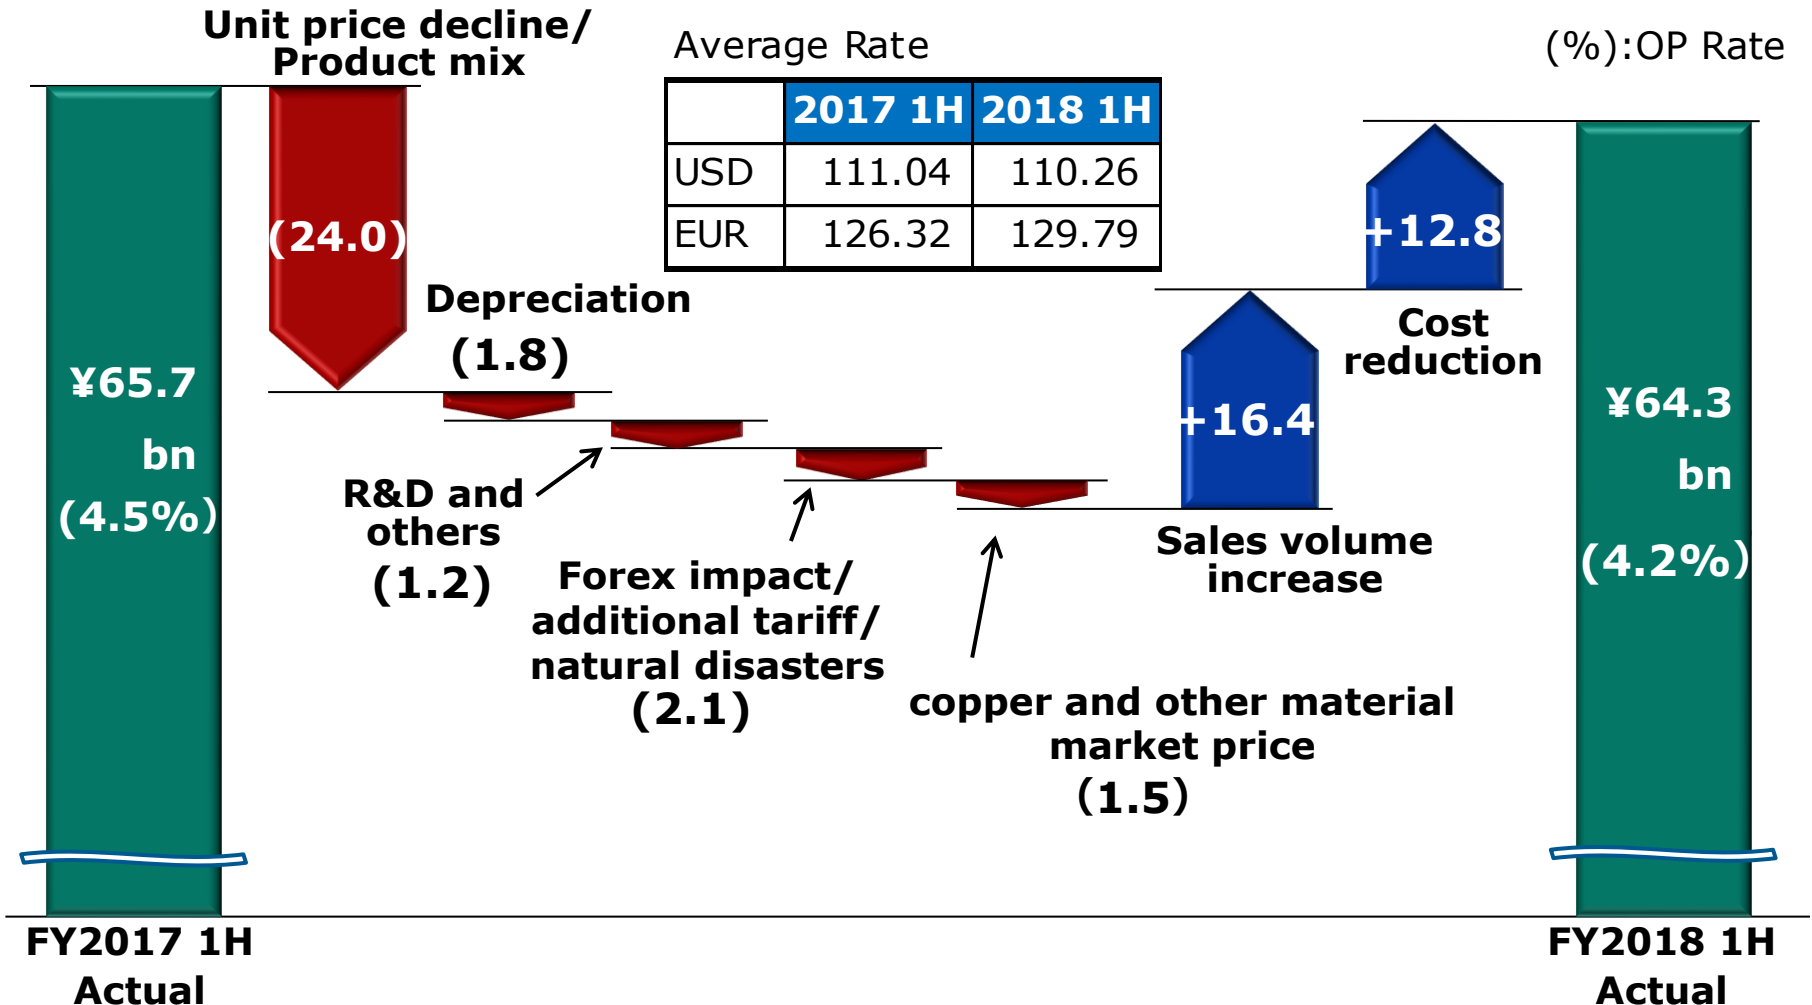 Unit price decline/
Product mix
Average Rate
(%):OP Rate
2017 1H 2018 1H
USD 111.04 110.26
EUR 126.32 129.79
¥65.7
bn
(4.5%)
(24.0)
Depreciation
(1.8)
R&D and
others
(1.2)
Forex impact/
additional tariff/
natural disasters
(2.1)
copper and other material
market price
(1.5)
+16.4
Sales volume
increase
+12.8
Cost
reduction
¥64.3
bn
(4.2%)
FY2017 1H
Actual
FY2018 1H
Actual